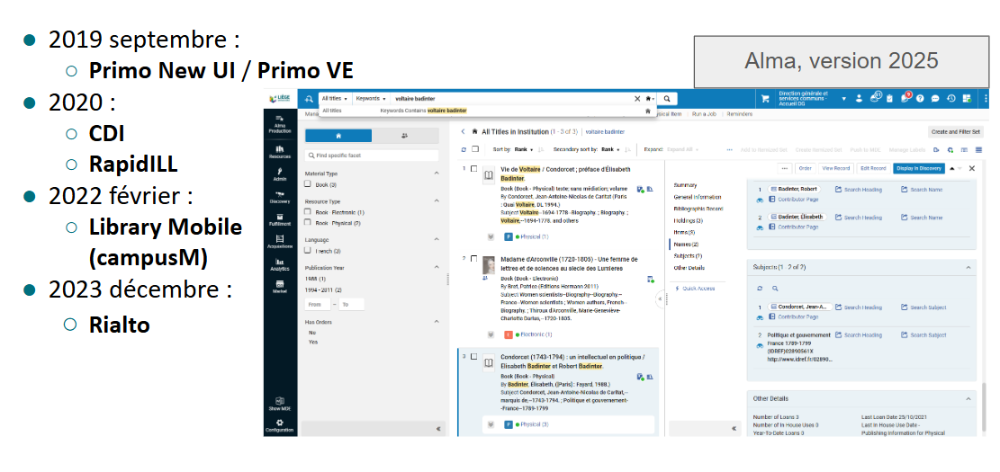 2019 septembre :
Primo New UI / Primo VE
2020 :
CDI
RapidILL
2022 février :
Library Mobile
(campusM)
2023 décembre :
Rialto
Alma, version 2025
LIÈGE
All titles
Keywords
voltaire badinter
Direction générale et
services communs -
Accueil DG
All titles Keywords Contains voltaire badinter
Run a Job
Reminders
Alma
Production
Resources
Admin
Discovery
Fulfillment
Acquisitions
Analytics
Market
Show MDE
Configuration
Find specific facet
Material Type
Book (3)
Resource Type
Book - Electronic (1)
Book - Physical (2)
Language
French (3)
Publication Year
1988 (1)
1994 - 2011 (2)
From - To
Has Orders
No
Yes
All Titles in Institution (1 - 3 of 3) voltaire badinter
Create and Filter Set
Sort by: Rank
Secondary sort by: Rank
Expand Expand All
Add to Itemized Set
Create Itemized Set
Push to MDE
Manage Labels
1 Vie de Voltaire / Condorcet ; préface d'Élisabeth
Badinter.
Book (Book - Physical) texte; sans médiation; volume
By Condorcet, Jean-Antoine-Nicolas de Caritat (Paris
: Quai Voltaire, DL 1994.)
Subject Voltaire--1694-1778--Biography. ; Biography. ;
Voltaire,--1694-1778. and others
Physical (1)
2 Madame d'Arconville (1720-1805) - Une femme de
lettres et de sciences au siecle des Lumieres
Book (Book - Electronic)
By Bret, Patrice (Editions Hermann 2011)
Subject Women scientists--Biography--Biography.--
France--Women scientists ; Women authors, French--
Biography. ; Thiroux d'Arconville, Marie-Geneviève-
Charlotte Darlus,--1720-1805.
Electronic (1)
3 Condorcet (1743-1794) : un intellectuel en politique /
Elisabeth Badinter et Robert Badinter.
Book (Book - Physical)
By Badinter, Élisabeth, ([Paris] : Fayard, 1988.)
Subject Condorcet, Jean-Antoine-Nicolas de Caritat,--
marquis de,--1743-1794. ; Politique et gouvernement-
-France--1789-1799
Physical (3)
Summary
General Information
Bibliographic Record
Holdings (3)
Names (2)
Subjects (2)
Other Details
Quick Access
Order
View Record
Edit Record
Display in Discovery
1 Badinter, Robert Search Heading Search Name
Contributor Page
2 Badinter, Élisabeth Search Heading Search Name
Contributor Page
Subjects (1 - 2 of 2)
1 Condorcet, Jean-A... Search Heading Search Subject
Contributor Page
2 Politique et gouvernement Search Heading Search Subject
France 1789-1799
(IDREF)02890561X
http://www.idref.fr/02890...
Other Details
Number of Loans 3 Last Loan Date 25/10/2021
Number of In House Uses 0 Last In House Use Date -
Year-To-Date Loans 0 Publishing Information for Physical